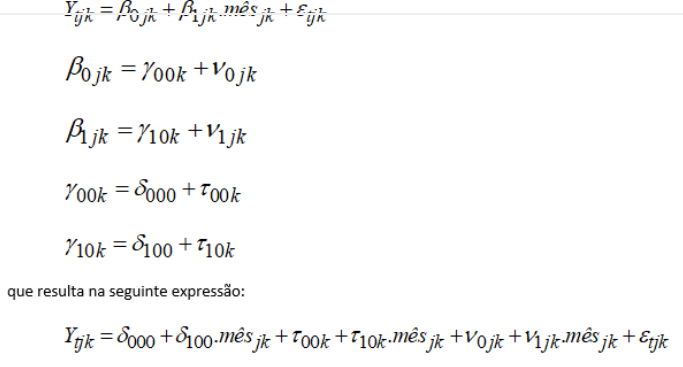 Y_{tjk} = β_{0jk} + β_{1jk}.mês_{jk} + ε_{tjk}
β_{0jk} = γ_{00k} + ν_{0jk}
β_{1jk} = γ_{10k} + ν_{1jk}
γ_{00k} = δ_{000} + τ_{00k}
γ_{10k} = δ_{100} + τ_{10k}
que resulta na seguinte expressão:
Y_{tjk} = δ_{000} + δ_{100}.mês_{jk} + τ_{00k} + τ_{10k}.mês_{jk} + ν_{0jk} + ν_{1jk}.mês_{jk} + ε_{tjk}